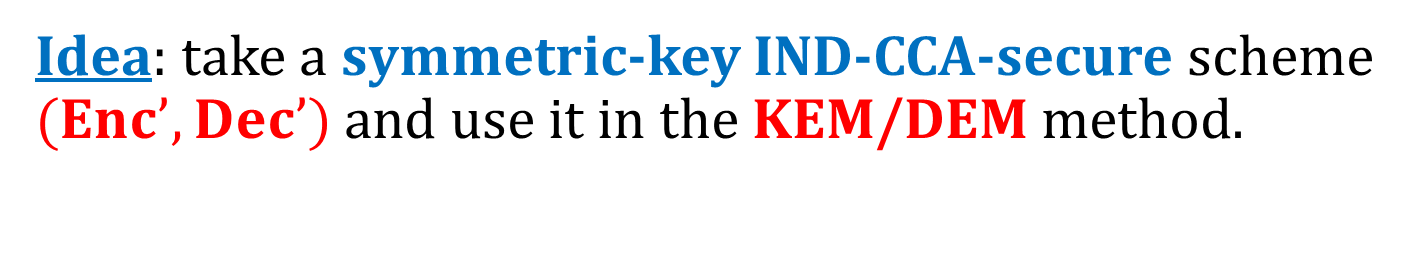 Idea: take a symmetric-key IND-CCA-secure scheme
(Enc’, Dec’) and use it in the KEM/DEM method.